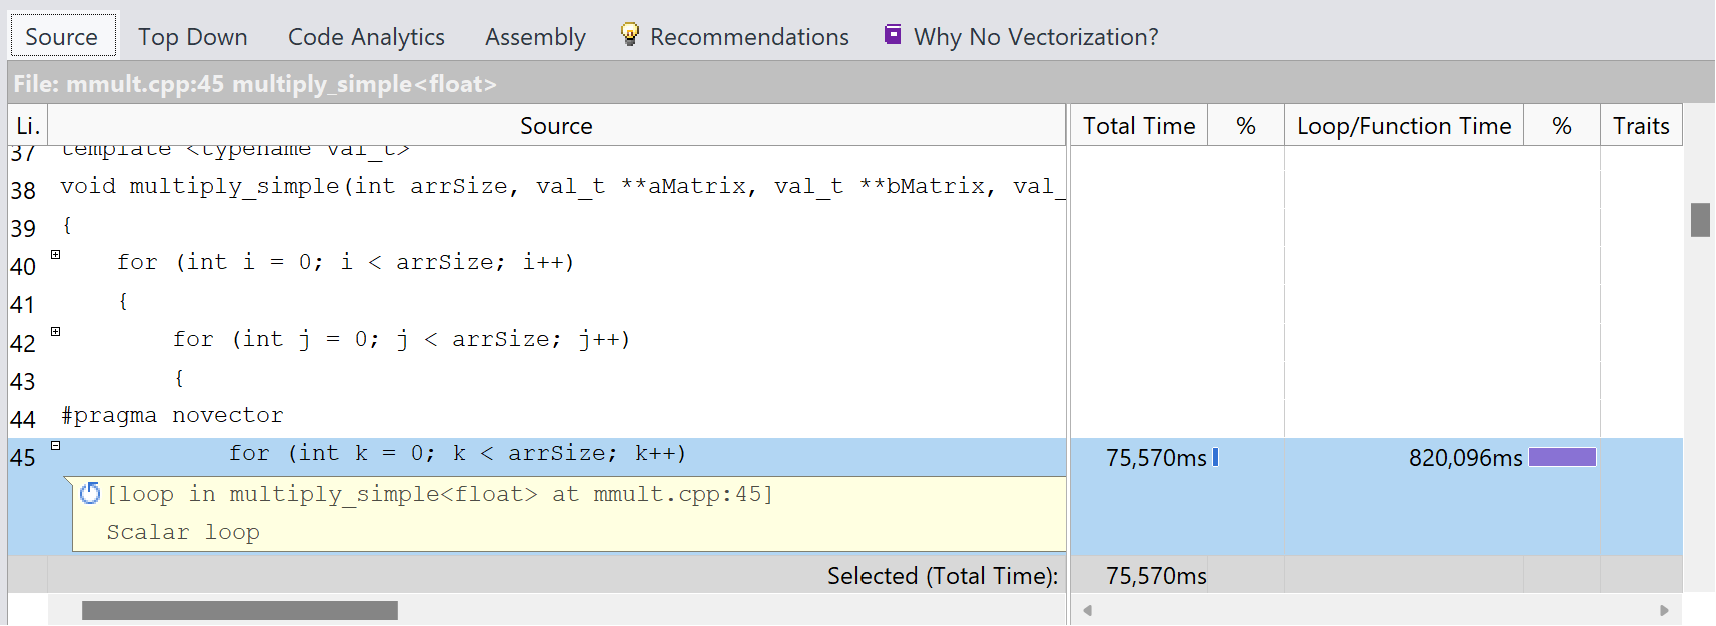 Source Top Down Code Analytics Assembly Recommendations Why No Vectorization?
File: mmult.cpp:45 multiply_simple<float>
Li. Source Total Time % Loop/Function Time % Traits
37 template <typename val_t>
38 void multiply_simple(int arrSize, val_t **aMatrix, val_t **bMatrix, val_
39 {
40 for (int i = 0; i < arrSize; i++)
41 {
42 for (int j = 0; j < arrSize; j++)
43 {
44 #pragma novector
45 for (int k = 0; k < arrSize; k++) 75,570ms 820,096ms
[loop in multiply_simple<float> at mmult.cpp:45]
Scalar loop
Selected (Total Time): 75,570ms